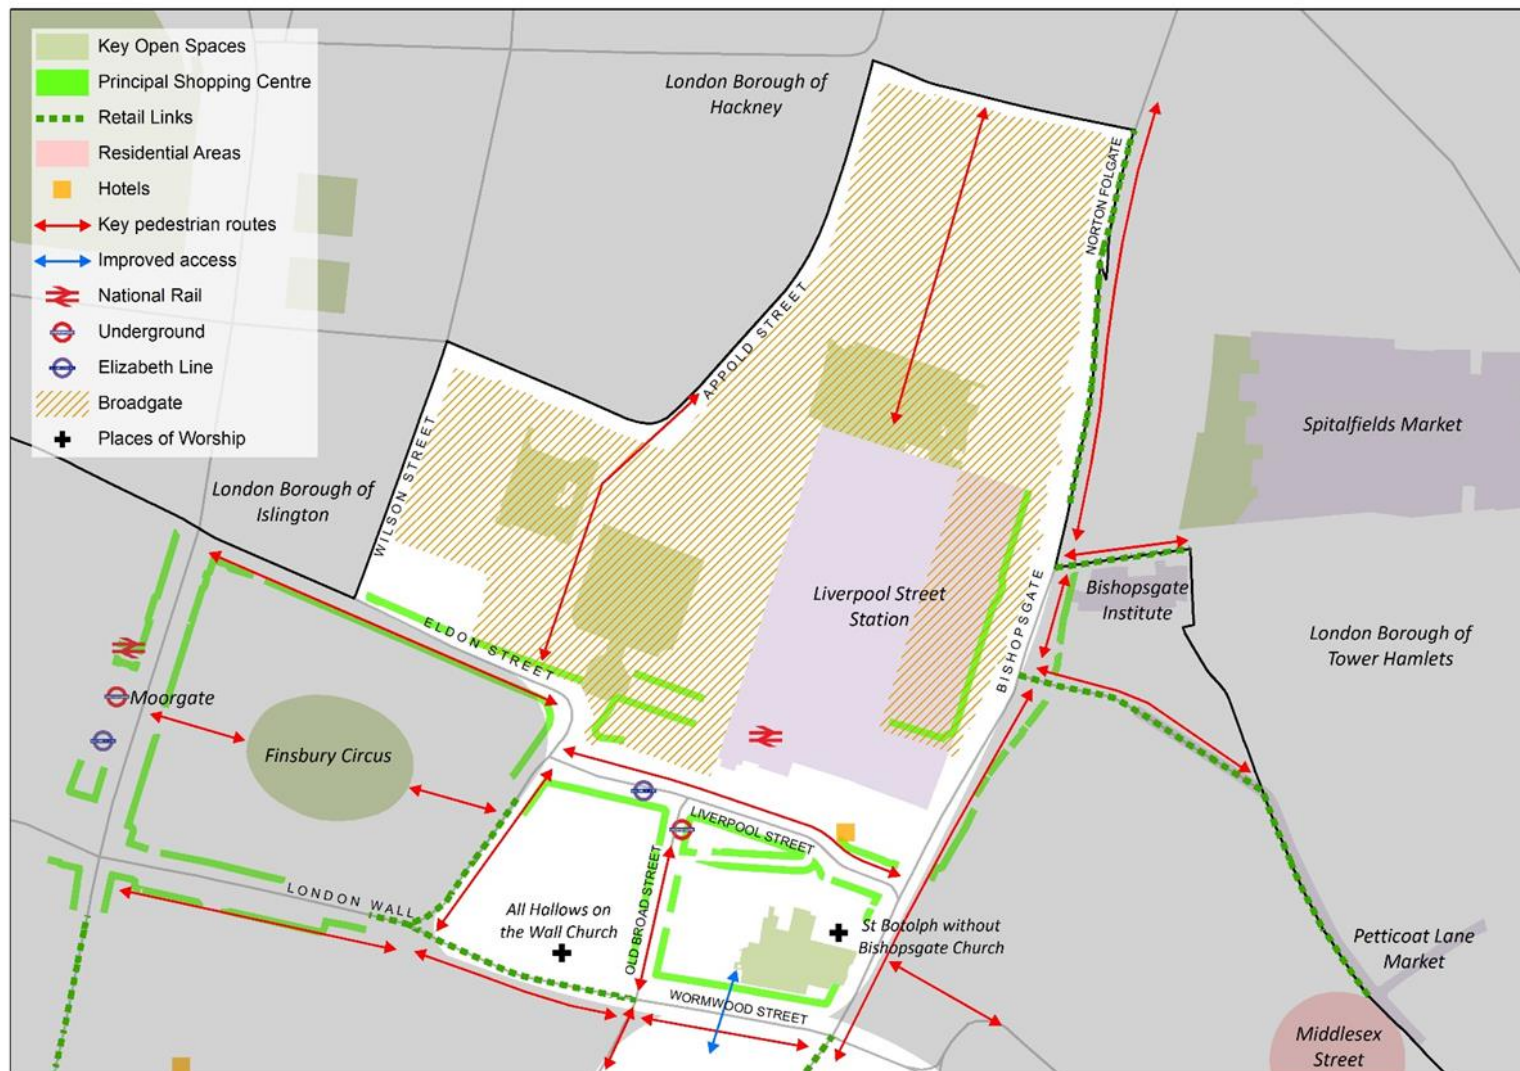 Key Open Spaces
Principal Shopping Centre
Retail Links
Residential Areas
Hotels
Key pedestrian routes
Improved access
National Rail
Underground
Elizabeth Line
Broadgate
Places of Worship
London Borough of
Hackney
NORTON FOLGATE
APPOLD STREET
WILSON STREET
Spitalfields Market
London Borough of
Islington
Liverpool Street
Station
BISHOPSGATE
Bishopsgate
Institute
London Borough of
Tower Hamlets
ELDON STREET
Moorgate
Finsbury Circus
LIVERPOOL STREET
OLD BROAD STREET
LONDON WALL
All Hallows on
the Wall Church
St Botolph without
Bishopsgate Church
Petticoat Lane
Market
WORMWOOD STREET
Middlesex
Street